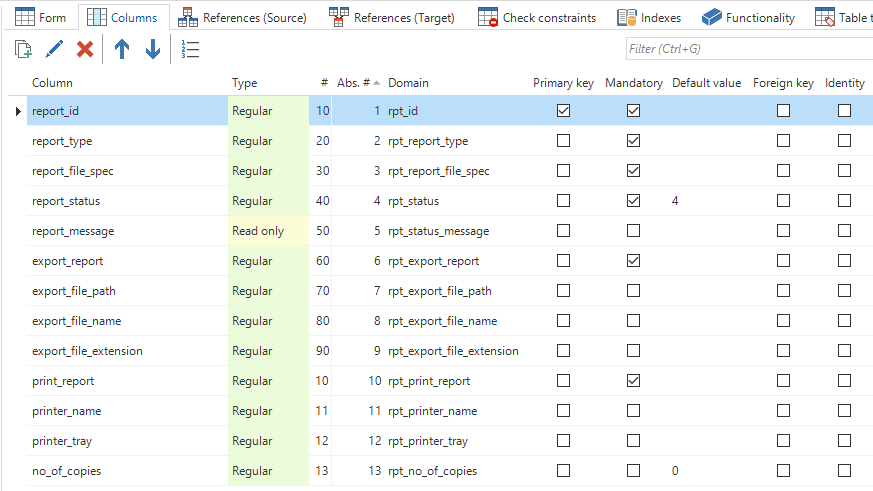 Form Columns References (Source) References (Target) Check constraints Indexes Functionality Table t
1 2 3 Filter (Ctrl+G)
Column Type # Abs. # Domain Primary key Mandatory Default value Foreign key Identity
report_id Regular 10 1 rpt_id
report_type Regular 20 2 rpt_report_type
report_file_spec Regular 30 3 rpt_report_file_spec
report_status Regular 40 4 rpt_status 4
report_message Read only 50 5 rpt_status_message
export_report Regular 60 6 rpt_export_report
export_file_path Regular 70 7 rpt_export_file_path
export_file_name Regular 80 8 rpt_export_file_name
export_file_extension Regular 90 9 rpt_export_file_extension
print_report Regular 10 10 rpt_print_report
printer_name Regular 11 11 rpt_printer_name
printer_tray Regular 12 12 rpt_printer_tray
no_of_copies Regular 13 13 rpt_no_of_copies 0